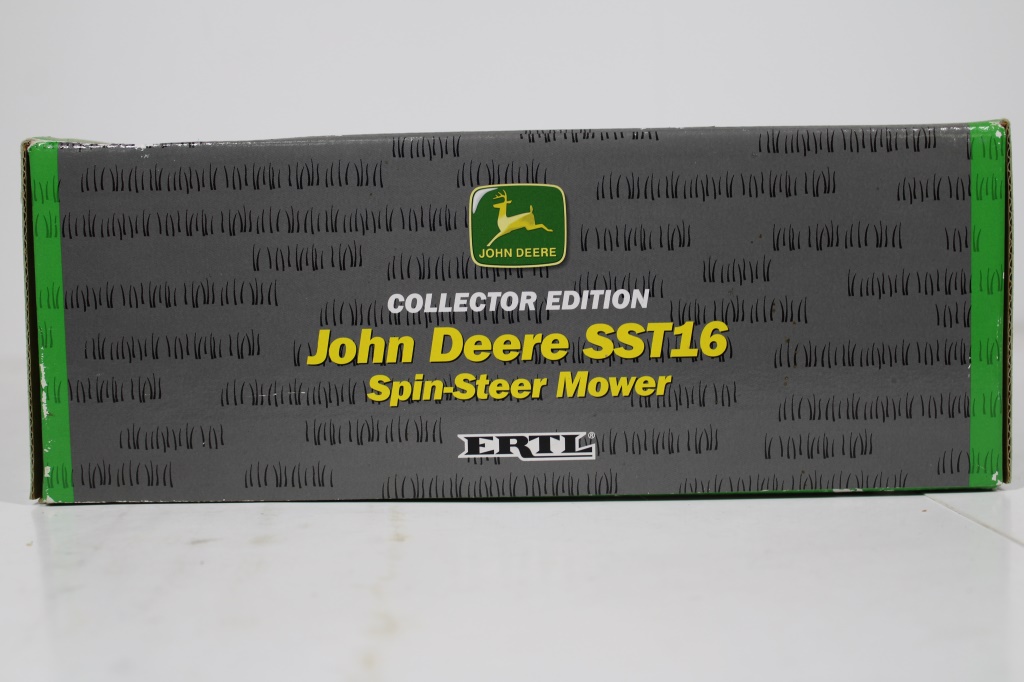 JOHN DEERE
COLLECTOR EDITION
John Deere SST16
Spin-Steer Mower
ERTL®